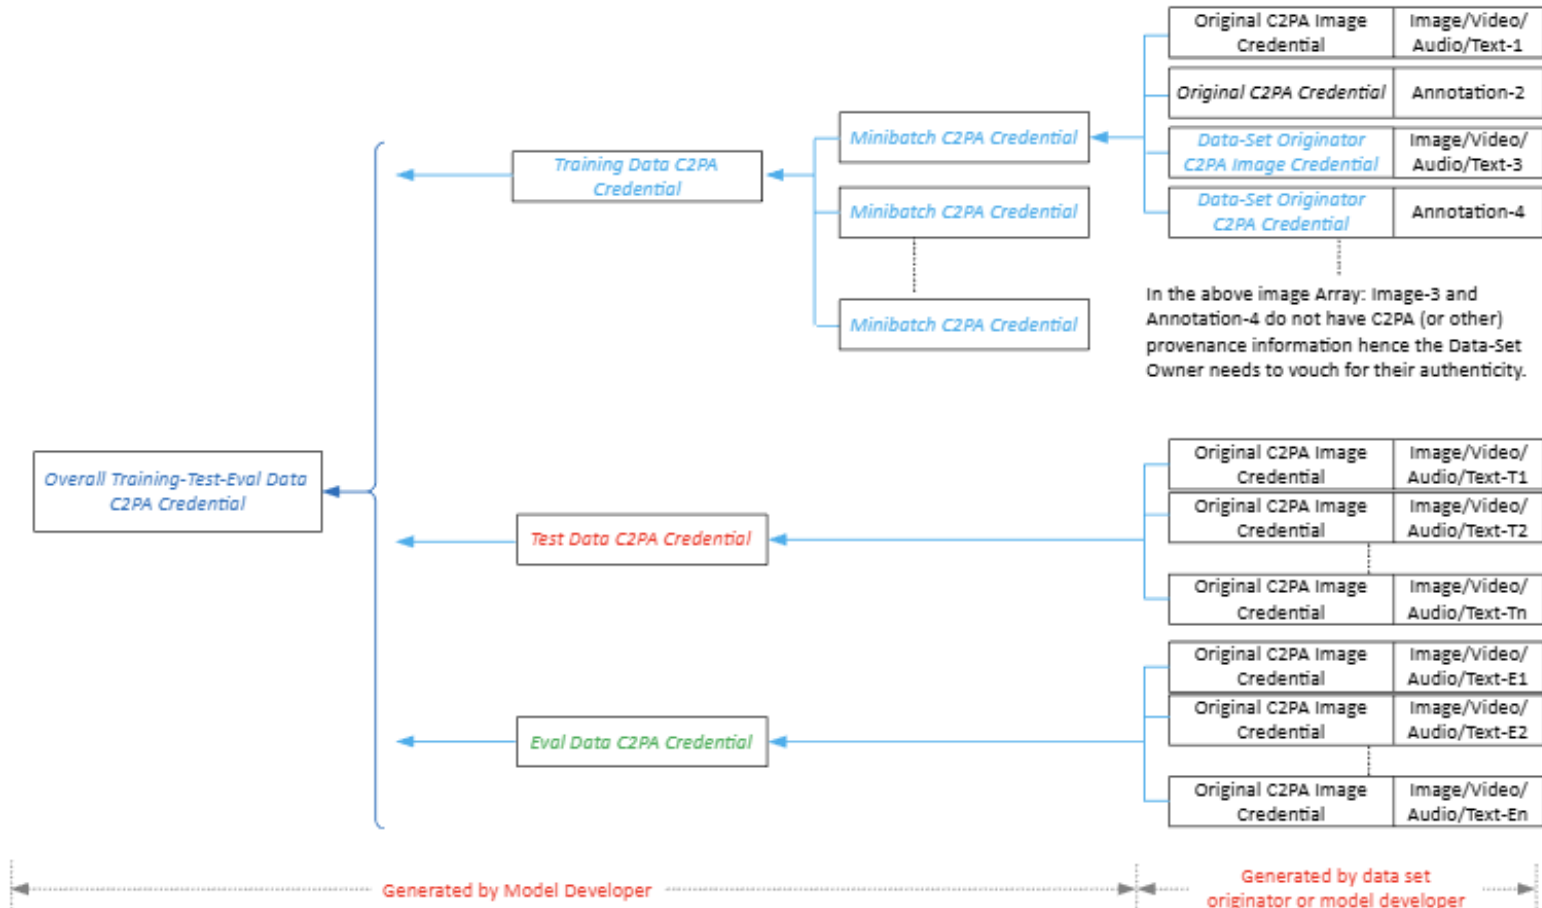 Original C2PA Image
Credential
Image/Video/
Audio/Text-1
Original C2PA Credential
Annotation-2
Data-Set Originator
C2PA Image Credential
Image/Video/
Audio/Text-3
Data-Set Originator
C2PA Credential
Annotation-4
Minibatch C2PA Credential
Training Data C2PA
Credential
Minibatch C2PA Credential
Minibatch C2PA Credential
In the above image Array: Image-3 and
Annotation-4 do not have C2PA (or other)
provenance information hence the Data-Set
Owner needs to vouch for their authenticity.
Overall Training-Test-Eval Data
C2PA Credential
Original C2PA Image
Credential
Image/Video/
Audio/Text-T1
Original C2PA Image
Credential
Image/Video/
Audio/Text-T2
Test Data C2PA Credential
Original C2PA Image
Credential
Image/Video/
Audio/Text-Tn
Original C2PA Image
Credential
Image/Video/
Audio/Text-E1
Original C2PA Image
Credential
Image/Video/
Audio/Text-E2
Eval Data C2PA Credential
Original C2PA Image
Credential
Image/Video/
Audio/Text-En
Generated by Model Developer
Generated by data set
originator or model developer